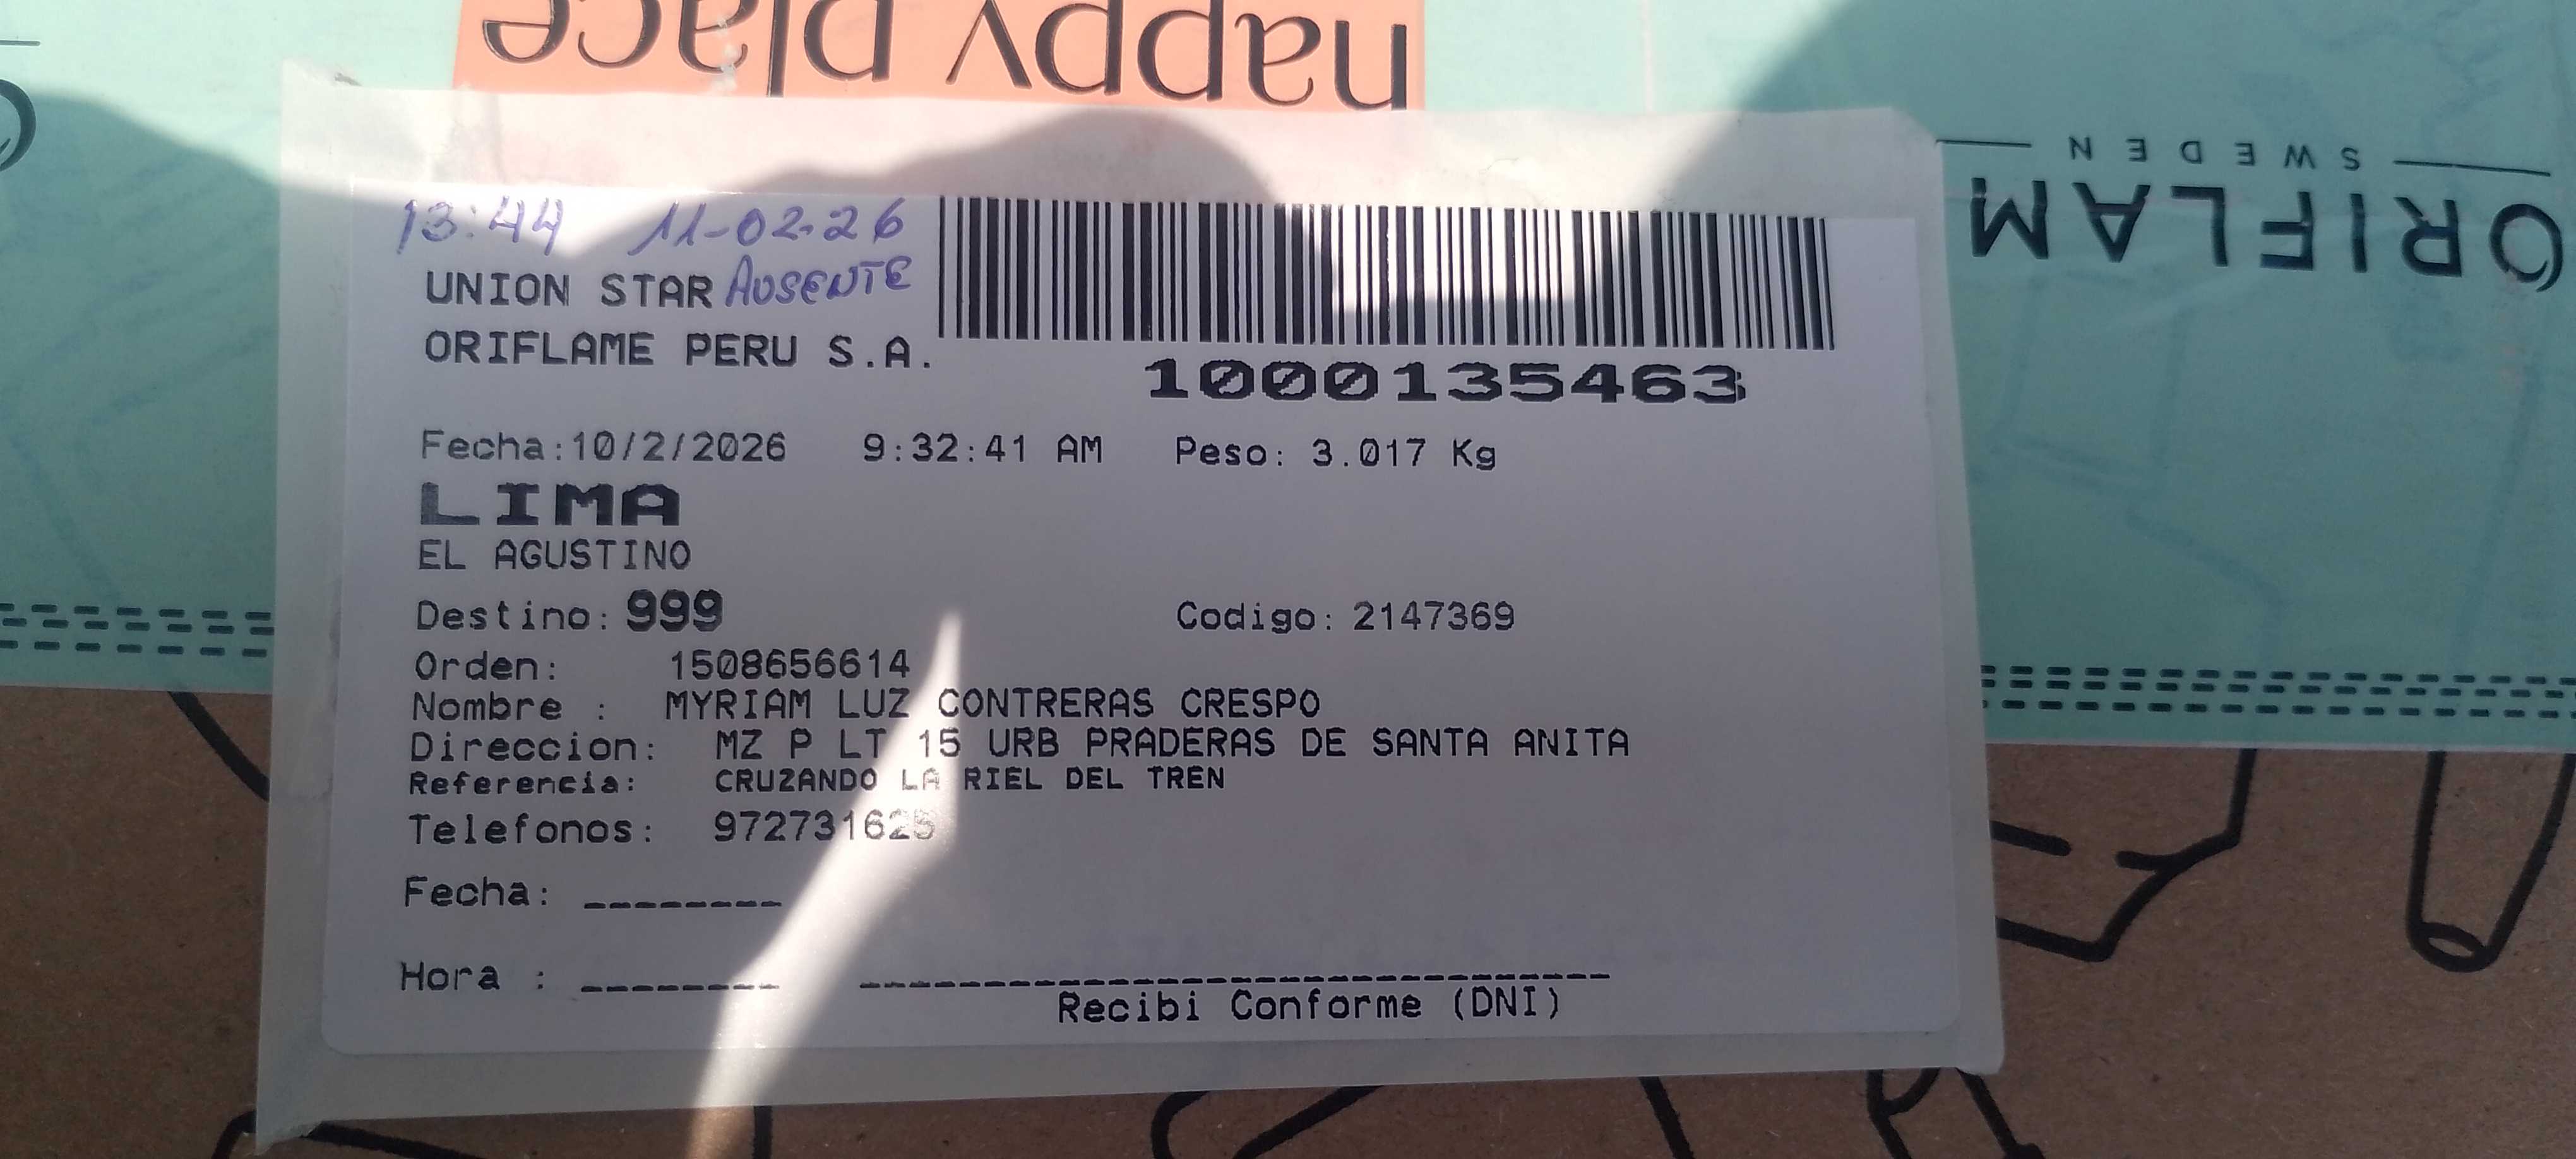 happy place
ORIFLAM
SWEDEN
13:44 11-02-26
UNION STAR AUSENTE
ORIFLAME PERU S.A.
1000135463
Fecha:10/2/2026 9:32:41 AM Peso: 3.017 Kg
LIMA
EL AGUSTINO
Destino: 999 Codigo: 2147369
Orden: 1508656614
Nombre : MYRIAM LUZ CONTRERAS CRESPO
Direccion: MZ P LT 15 URB PRADERAS DE SANTA ANITA
Referencia: CRUZANDO LA RIEL DEL TREN
Telefonos: 972731625
Fecha: ________
Hora : ________
Recibi Conforme (DNI)